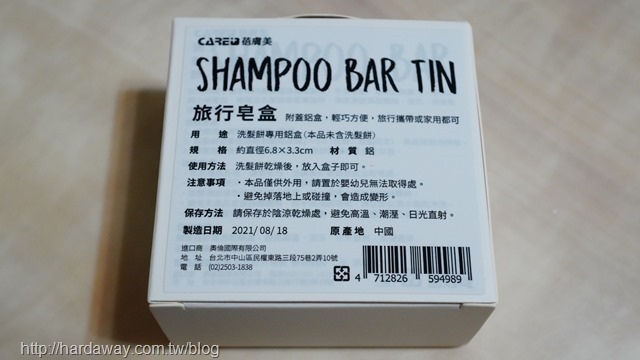 CARE 蓓膚美
SHAMPOO BAR TIN
旅行皂盒 附蓋鋁盒，輕巧方便，旅行攜帶或家用都可
用 途 洗髮餅專用鋁盒(本品未含洗髮餅)
規 格 約直徑6.8×3.3cm 材 質 鋁
使用方法 洗髮餅乾燥後，放入盒子即可。
注意事項 ・本品僅供外用，請置於嬰幼兒無法取得處。
・避免掉落地上或碰撞，會造成變形。
保存方法 請保存於陰涼乾燥處，避免高溫、潮溼、日光直射。
製造日期 2021/ 08/ 18 原 產 地 中國
進口商 奧倫國際有限公司
地 址 台北市中山區民權東路三段75巷2弄10號
電 話 (02)2503-1838
4 712826 594989
http://hardaway.com.tw/blog